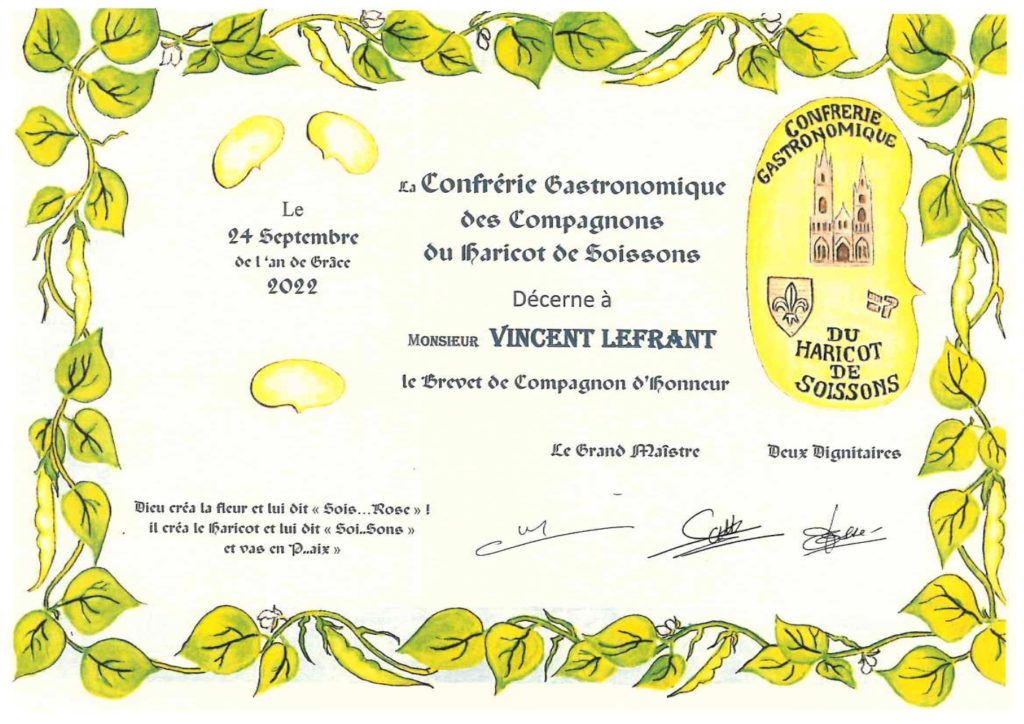 Le
24 Septembre
de l'an de Grâce
2022
La Confrérie Gastronomique
des Compagnons
du Haricot de Soissons
Décerne à
Monsieur VINCENT LEFRANT
le Brevet de Compagnon d'Honneur
CONFRERIE
GASTRONOMIQUE
DU
HARICOT
DE
SOISSONS
Le Grand Maîstre
Deux Dignitaires
Dieu créa la fleur et lui dit « Sois...Rose » !
il créa le Haricot et lui dit « Soi..Sons »
et vas en P..aix »